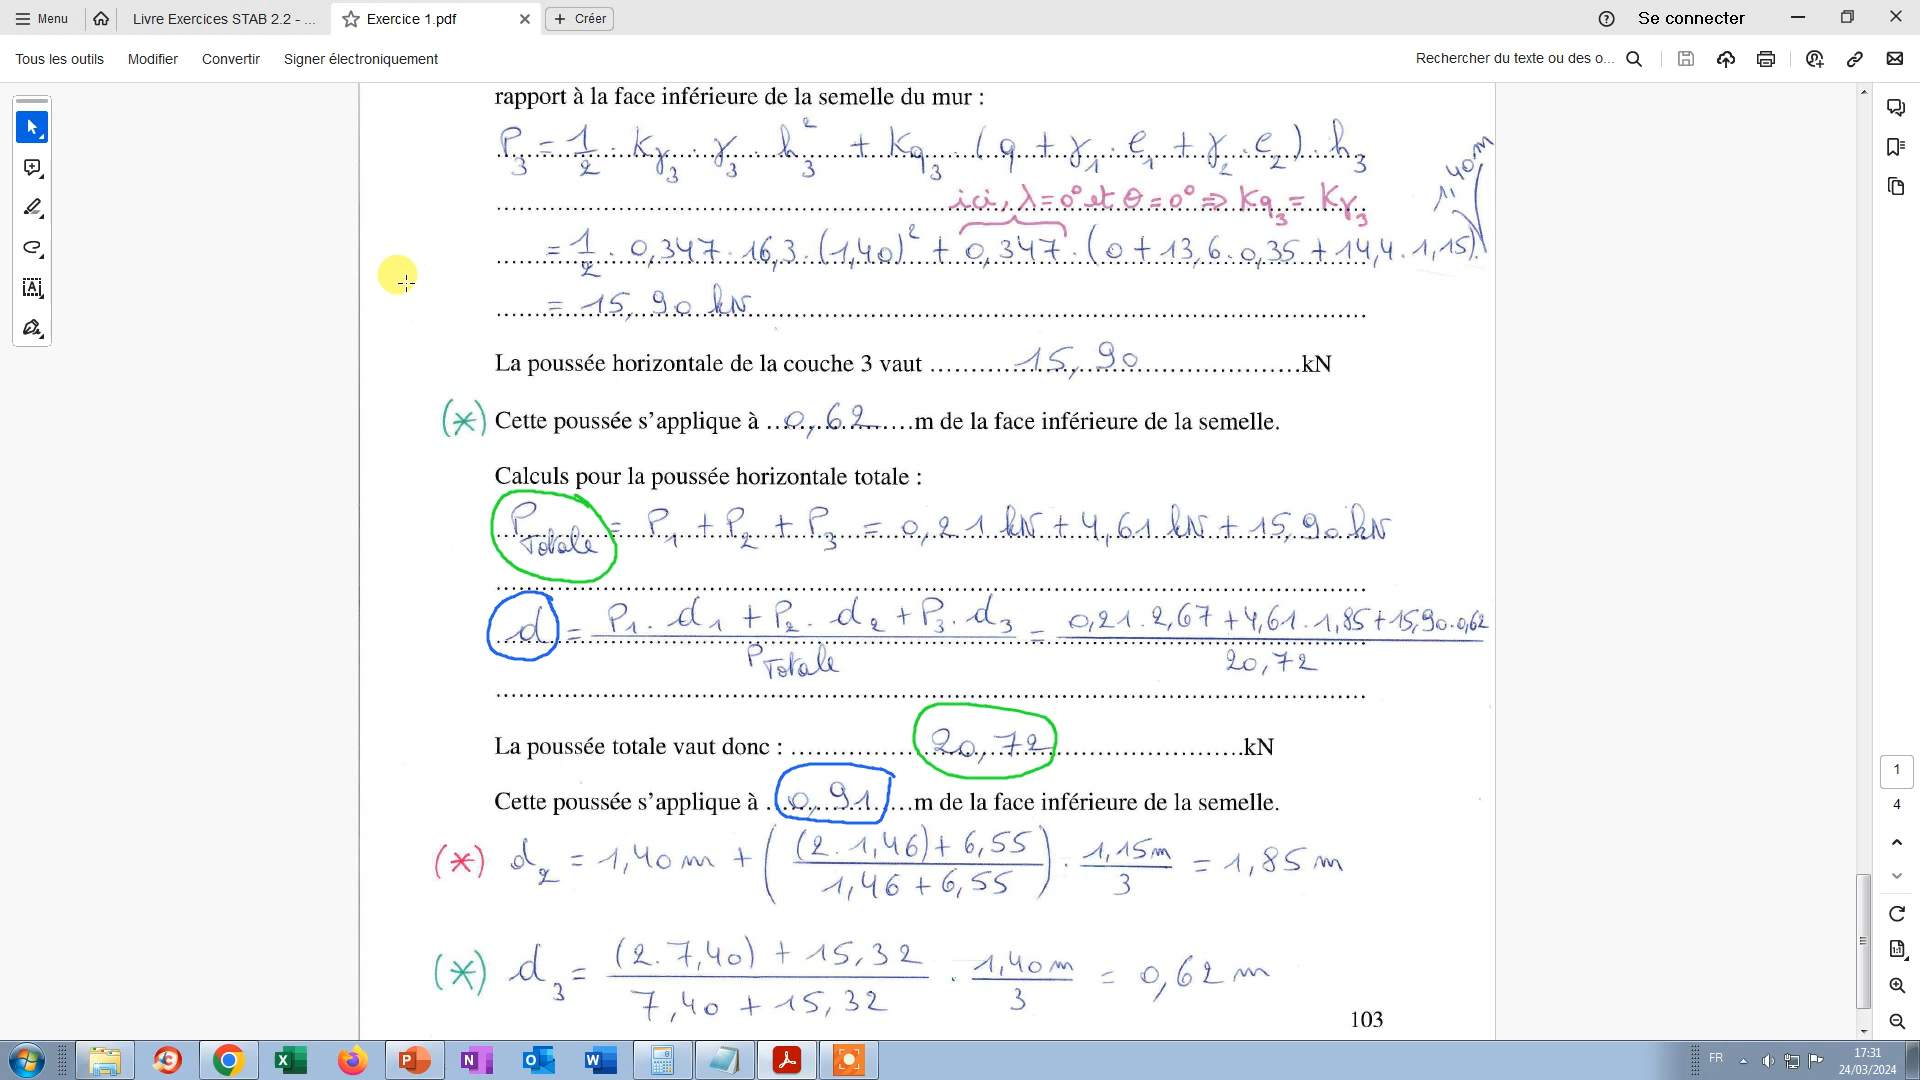 Menu
Livre Exercices STAB 2.2 - ...
Exercice 1.pdf
Créer
Se connecter
Tous les outils
Modifier
Convertir
Signer électroniquement
Rechercher du texte ou des o...
rapport à la face inférieure de la semelle du mur :
P₃ = 1/2 · Kγ₃ · γ₃ · h₃² + Kq₃ · (q + γ₁ · e₁ + γ₂ · e₂) · h₃
ici, λ = 0° et θ = 0° ⇒ Kq₃ = Kγ₃
1,40 m
= 1/2 · 0,347 · 16,3 · (1,40)² + 0,347 · (0 + 13,6 · 0,35 + 14,4 · 1,15) ·
= 15,90 kN
La poussée horizontale de la couche 3 vaut 15,90 kN
(*) Cette poussée s’applique à 0,62 m de la face inférieure de la semelle.
Calculs pour la poussée horizontale totale :
P Totale = P₁ + P₂ + P₃ = 0,21 kN + 4,61 kN + 15,90 kN
d = (P₁ · d₁ + P₂ · d₂ + P₃ · d₃) / P Totale = (0,21 · 2,67 + 4,61 · 1,85 + 15,90 · 0,62) / 20,72
La poussée totale vaut donc : 20,72 kN
Cette poussée s’applique à 0,91 m de la face inférieure de la semelle.
(*) d₂ = 1,40 m + ( ((2 · 1,46) + 6,55) / (1,46 + 6,55) ) · 1,15 m / 3 = 1,85 m
(*) d₃ = ((2 · 7,40) + 15,32) / (7,40 + 15,32) · 1,40 m / 3 = 0,62 m
103
1
4
FR
17:31
24/03/2024